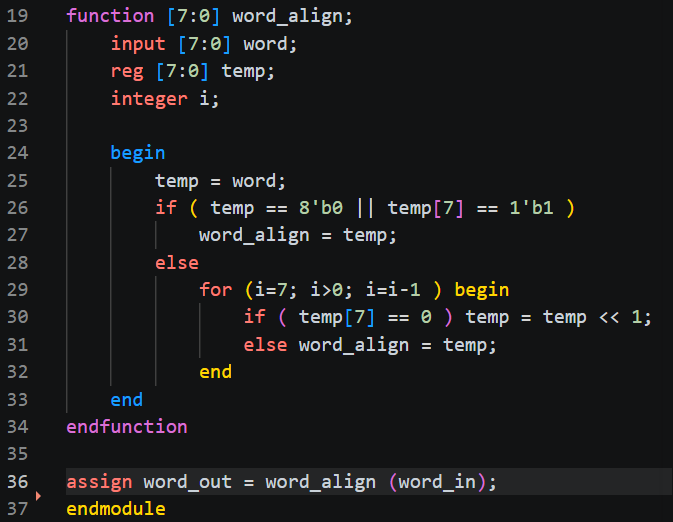 19 function [7:0] word_align;
20 input [7:0] word;
21 reg [7:0] temp;
22 integer i;
23
24 begin
25 temp = word;
26 if ( temp == 8'b0 || temp[7] == 1'b1 )
27 word_align = temp;
28 else
29 for (i=7; i>0; i=i-1 ) begin
30 if ( temp[7] == 0 ) temp = temp << 1;
31 else word_align = temp;
32 end
33 end
34 endfunction
35
36 assign word_out = word_align (word_in);
37 endmodule